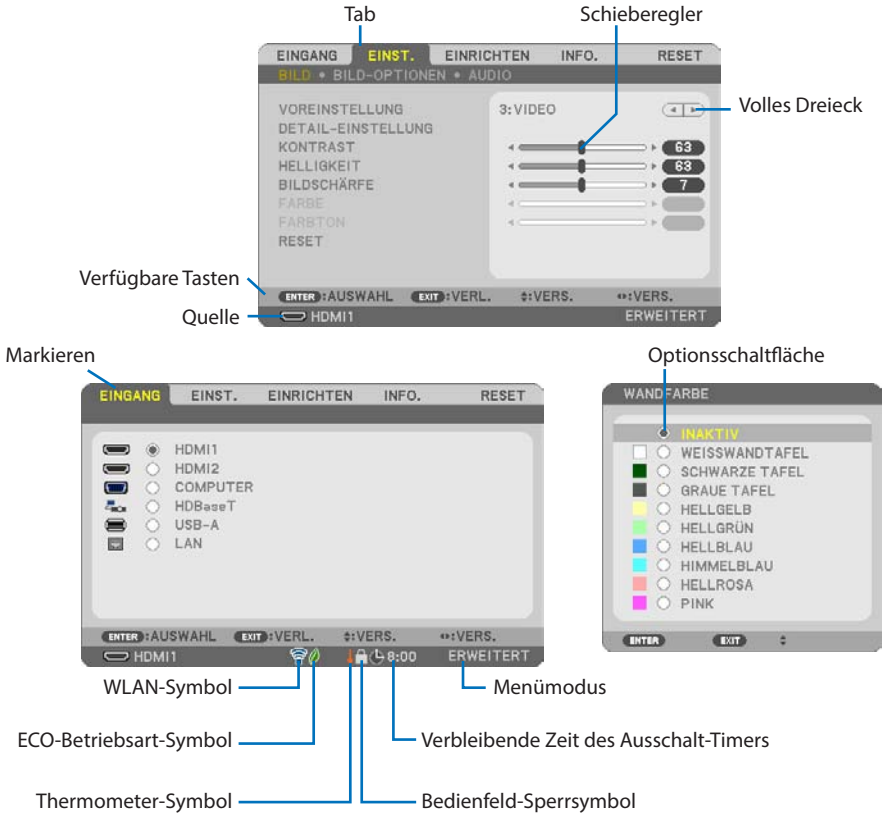 Tab
Schieberegler
EINGANG EINST. EINRICHTEN INFO. RESET
BILD • BILD-OPTIONEN • AUDIO
VOREINSTELLUNG 3:VIDEO
Volles Dreieck
DETAIL-EINSTELLUNG
KONTRAST 63
HELLIGKEIT 63
BILDSCHÄRFE 7
FARBE
FARBTON
RESET
Verfügbare Tasten
ENTER:AUSWAHL EXIT:VERL. :VERS. :VERS.
Quelle
HDMI1 ERWEITERT
Markieren
EINGANG EINST. EINRICHTEN INFO. RESET
HDMI1
HDMI2
COMPUTER
HDBaseT
USB-A
LAN
ENTER:AUSWAHL EXIT:VERL. :VERS. :VERS.
HDMI1 8:00 ERWEITERT
Optionsschaltfläche
WANDFARBE
INAKTIV
WEISSWANDTAFEL
SCHWARZE TAFEL
GRAUE TAFEL
HELLGELB
HELLGRÜN
HELLBLAU
HIMMELBLAU
HELLROSA
PINK
ENTER EXIT
WLAN-Symbol
Menümodus
ECO-Betriebsart-Symbol
Verbleibende Zeit des Ausschalt-Timers
Thermometer-Symbol
Bedienfeld-Sperrsymbol